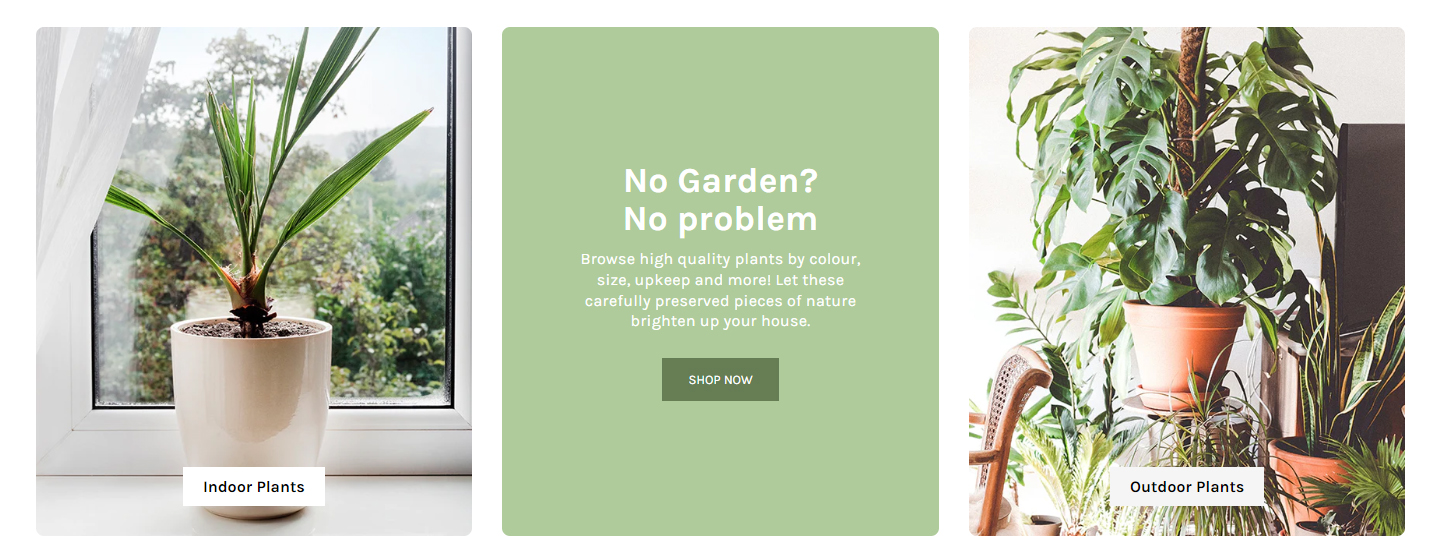 Indoor Plants
No Garden?
No problem
Browse high quality plants by colour,
size, upkeep and more! Let these
carefully preserved pieces of nature
brighten up your house.
SHOP NOW
Outdoor Plants